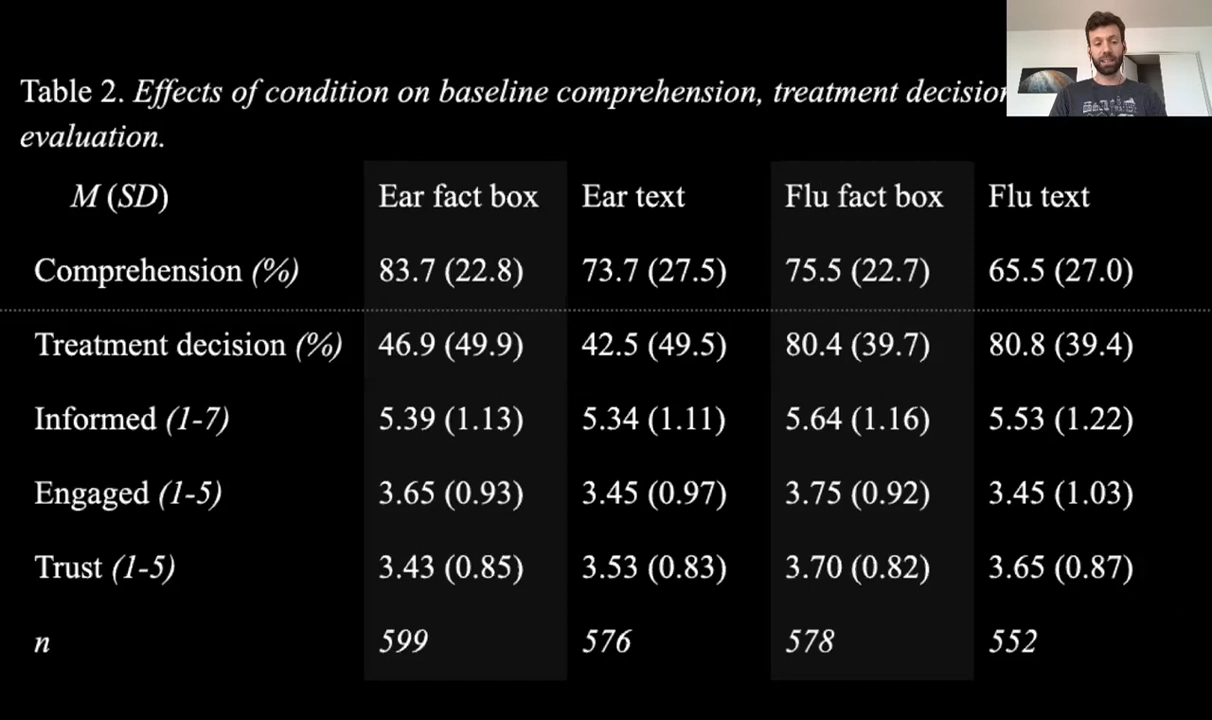 Table 2. Effects of condition on baseline comprehension, treatment decision
evaluation.
M (SD) Ear fact box Ear text Flu fact box Flu text
Comprehension (%) 83.7 (22.8) 73.7 (27.5) 75.5 (22.7) 65.5 (27.0)
Treatment decision (%) 46.9 (49.9) 42.5 (49.5) 80.4 (39.7) 80.8 (39.4)
Informed (1-7) 5.39 (1.13) 5.34 (1.11) 5.64 (1.16) 5.53 (1.22)
Engaged (1-5) 3.65 (0.93) 3.45 (0.97) 3.75 (0.92) 3.45 (1.03)
Trust (1-5) 3.43 (0.85) 3.53 (0.83) 3.70 (0.82) 3.65 (0.87)
n 599 576 578 552